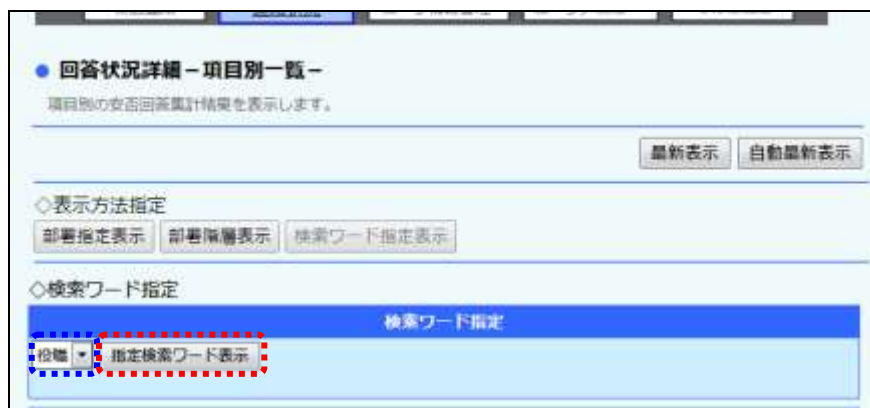 ● 回答状況詳細－項目別一覧－
項目別の安否回答集計結果を表示します。
最新表示 自動最新表示
◇表示方法指定
部署指定表示 部署階層表示 検索ワード指定表示
◇検索ワード指定
検索ワード指定
役職 指定検索ワード表示